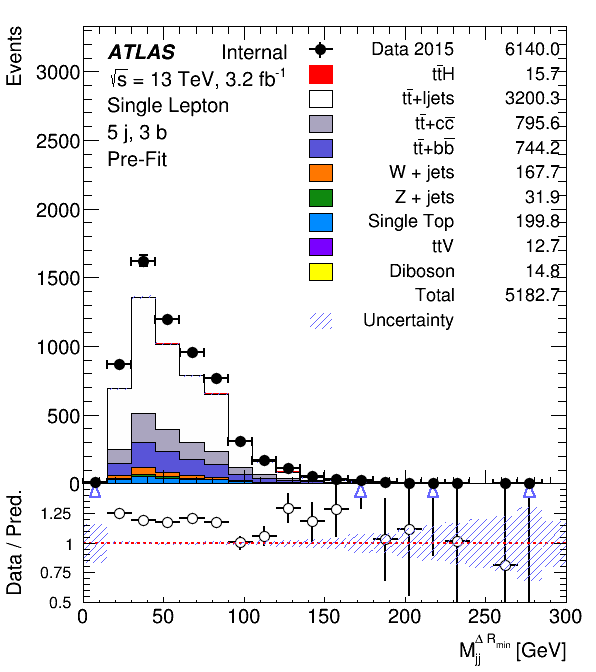 Events
ATLAS Internal
√s = 13 TeV, 3.2 fb⁻¹
Single Lepton
5 j, 3 b
Pre-Fit
Data 2015 6140.0
tt̄H 15.7
tt̄+ljets 3200.3
tt̄+cc̄ 795.6
tt̄+bb̄ 744.2
W + jets 167.7
Z + jets 31.9
Single Top 199.8
ttV 12.7
Diboson 14.8
Total 5182.7
Uncertainty
3000
2500
2000
1500
1000
500
0
Data / Pred.
1.25
1
0.75
0.5
0 50 100 150 200 250 300
M_jj^Δ R_min [GeV]